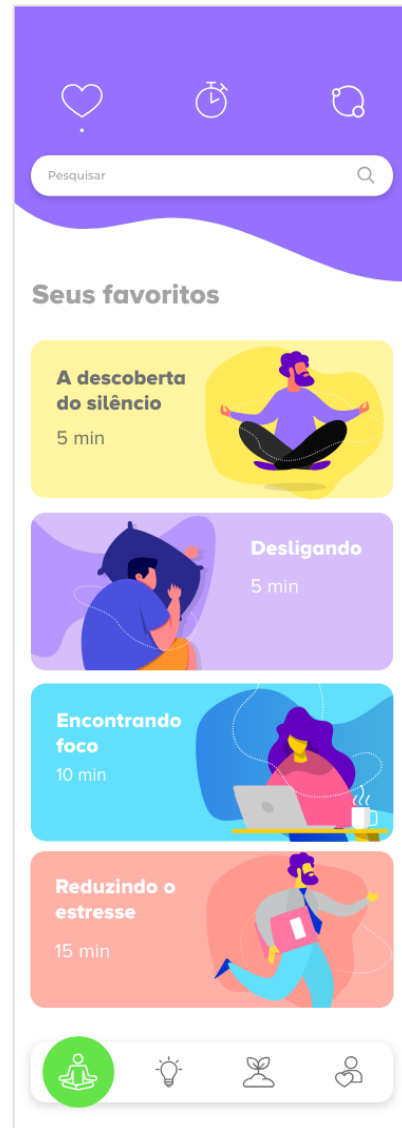 Pesquisar
Seus favoritos
A descoberta
do silêncio
5 min
Desligando
5 min
Encontrando
foco
10 min
Reduzindo o
estresse
15 min